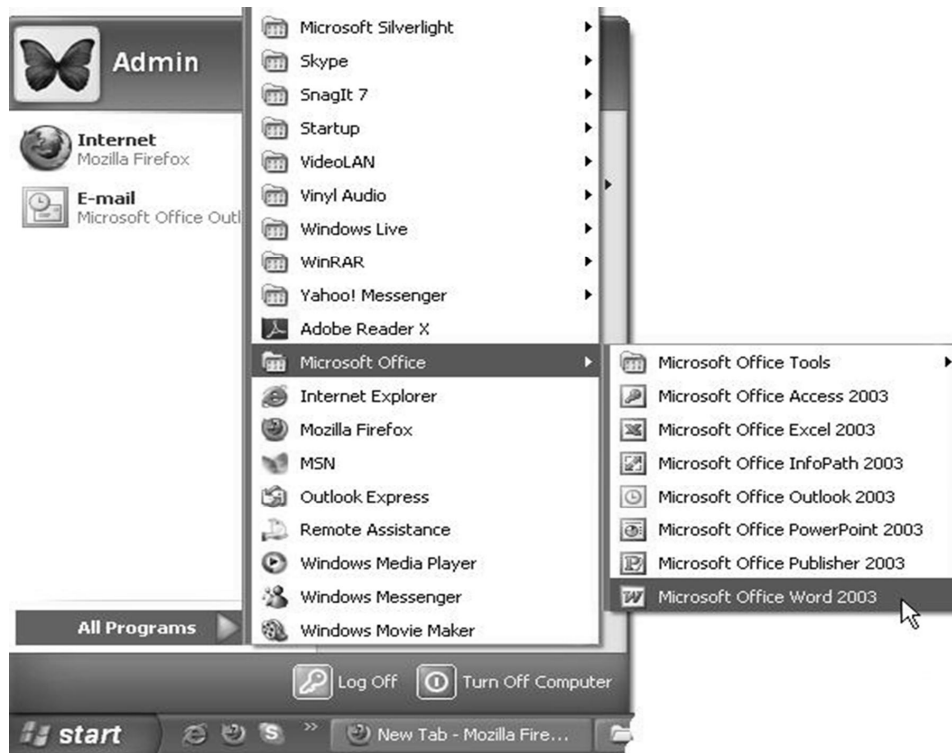 Admin
Internet
Mozilla Firefox
E-mail
Microsoft Office Outl
All Programs
Microsoft Silverlight
Skype
SnagIt 7
Startup
VideoLAN
Vinyl Audio
Windows Live
WinRAR
Yahoo! Messenger
Adobe Reader X
Microsoft Office
Internet Explorer
Mozilla Firefox
MSN
Outlook Express
Remote Assistance
Windows Media Player
Windows Messenger
Windows Movie Maker
Microsoft Office Tools
Microsoft Office Access 2003
Microsoft Office Excel 2003
Microsoft Office InfoPath 2003
Microsoft Office Outlook 2003
Microsoft Office PowerPoint 2003
Microsoft Office Publisher 2003
Microsoft Office Word 2003
Log Off Turn Off Computer
start New Tab - Mozilla Fire...